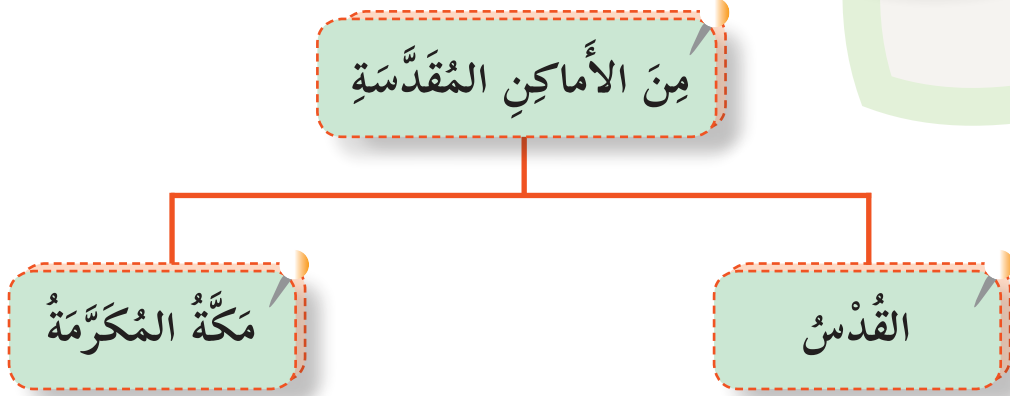 مِنَ الأَماكِنِ المُقَدَّسَةِ
القُدْسُ
مَكَّةُ المُكَرَّمَةُ